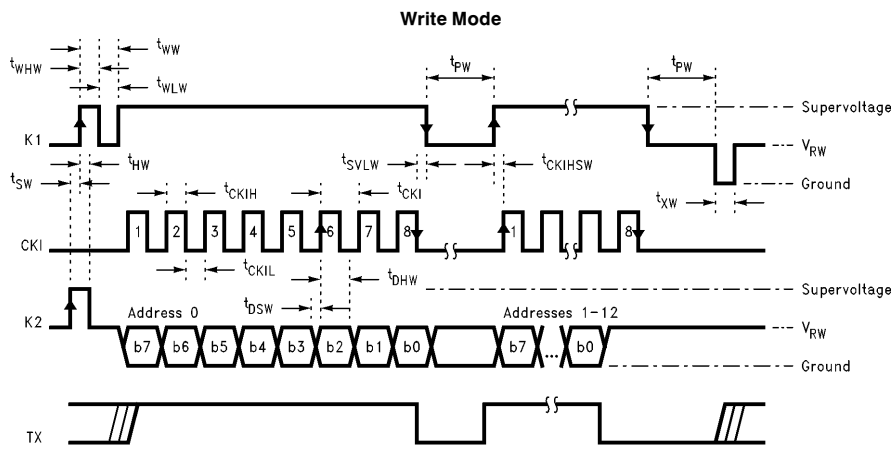 Write Mode
tWW
tWHW
tWLW
tPW
tPW
Supervoltage
K1
VRW
tHW
tSVLW
tCKIHSW
Ground
tSW
tCKIH
tCKI
tXW
1 2 3 4 5 6 7 8 1 8
CKI
tCKIL
tDHW
Supervoltage
tDSW
Address 0
Addresses 1-12
K2
VRW
b7 b6 b5 b4 b3 b2 b1 b0 b7 ... b0
Ground
TX